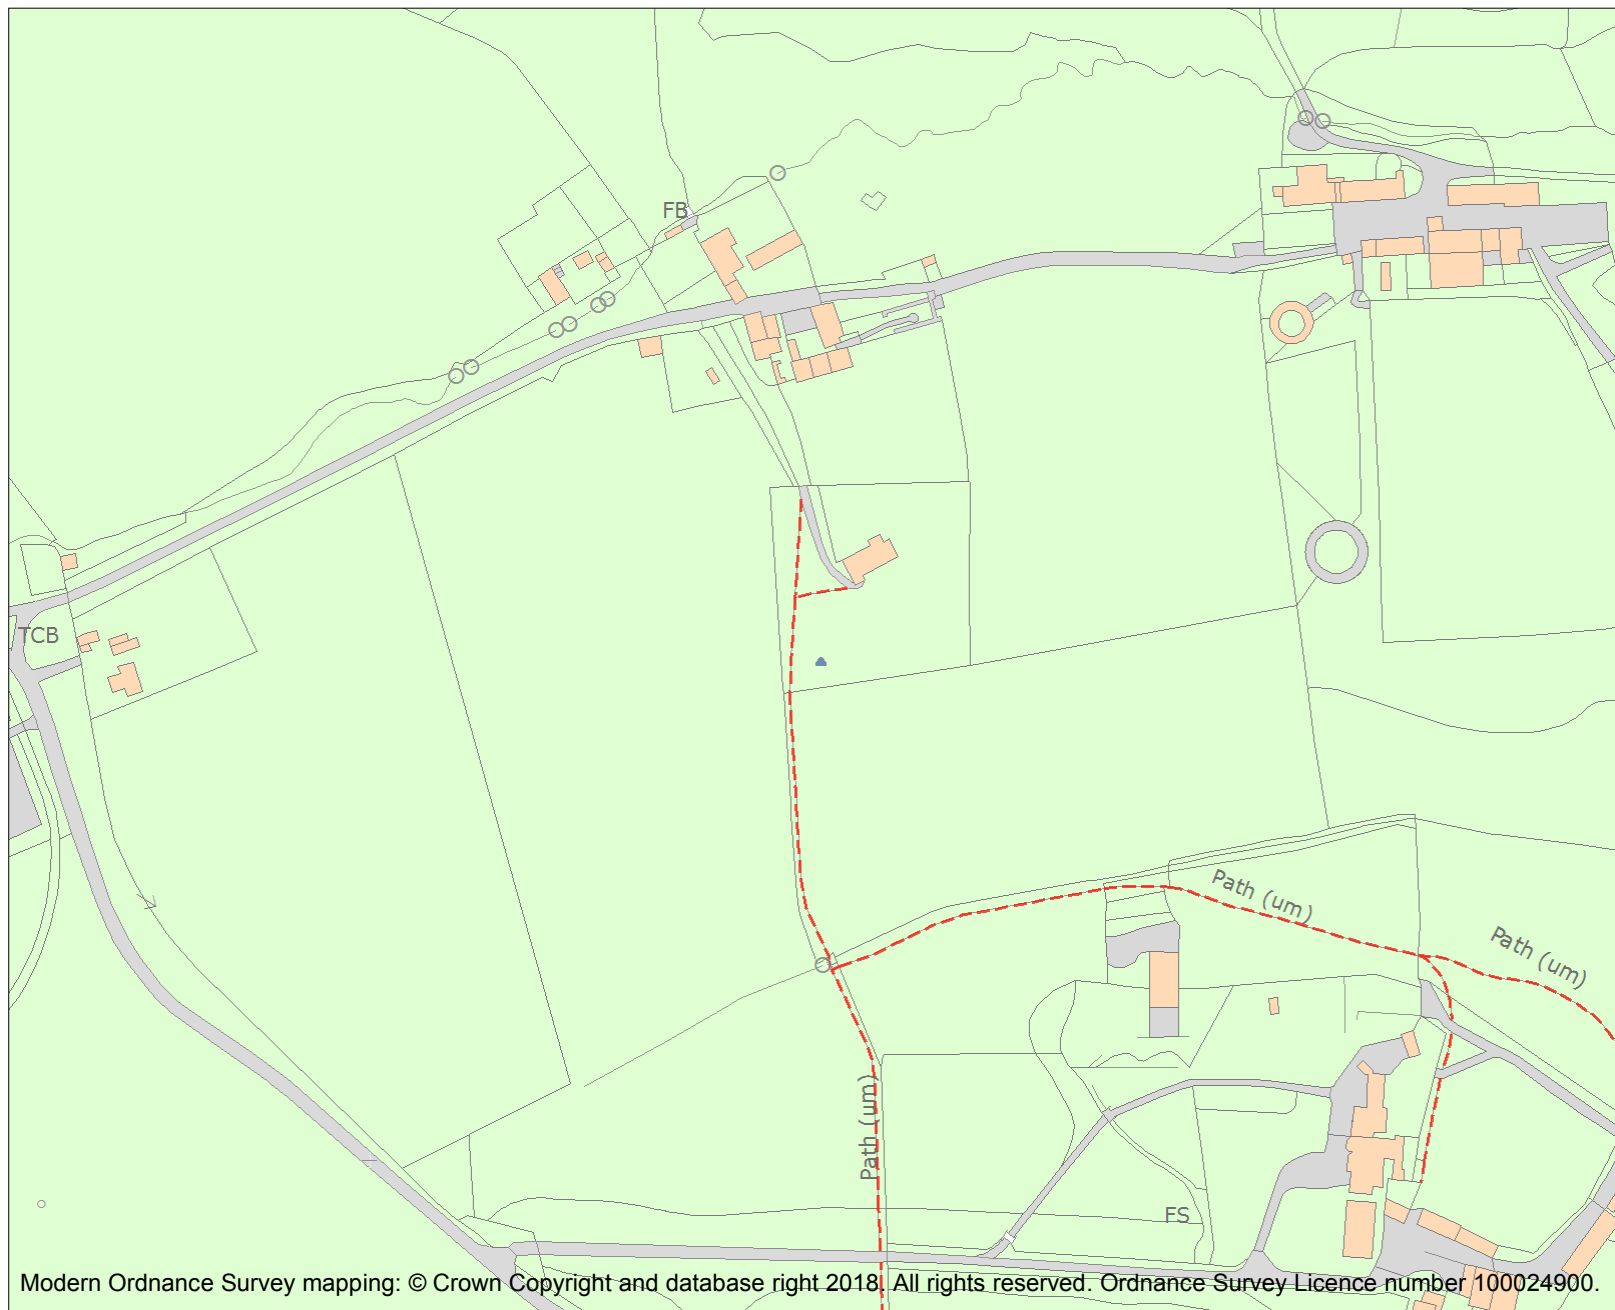 FB
TCB
Path (um)
Path (um)
Path (um)
FS
Modern Ordnance Survey mapping: © Crown Copyright and database right 2018. All rights reserved. Ordnance Survey Licence number 100024900.